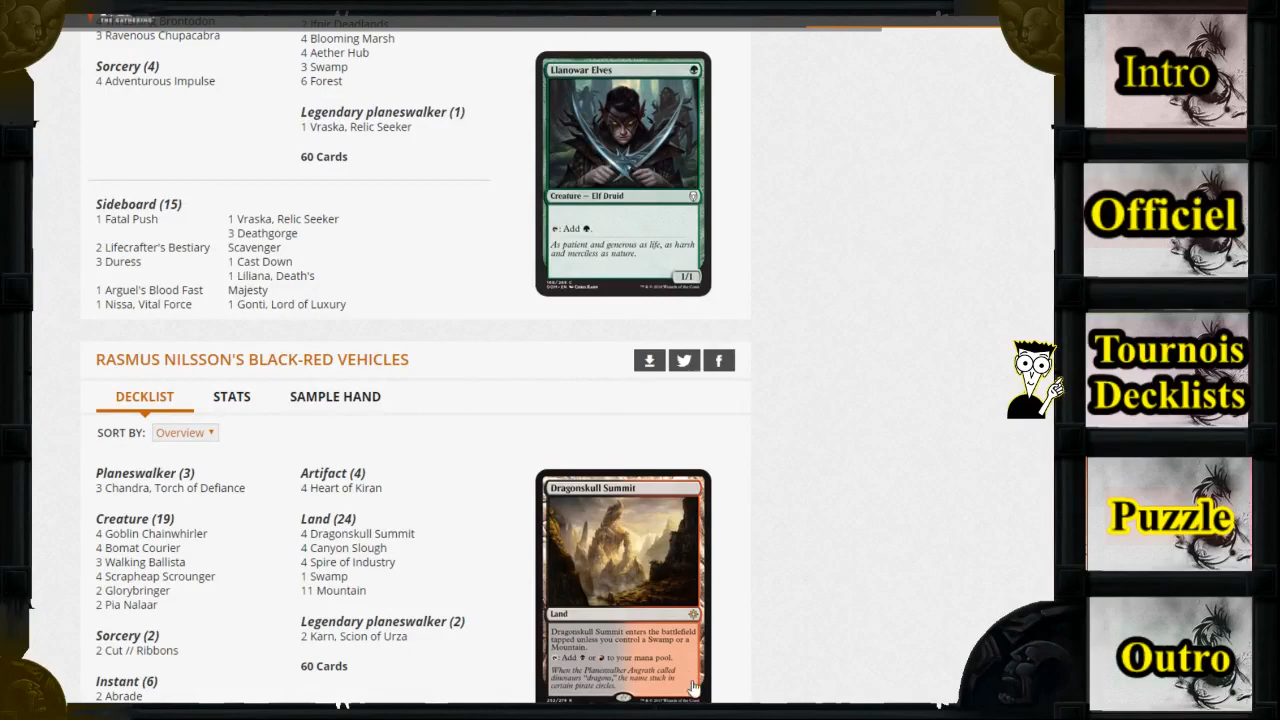 THE GATHERING
3 Ravenous Chupacabra
Sorcery (4)
4 Adventurous Impulse
2 Ifnir Deadlands
4 Blooming Marsh
4 Aether Hub
3 Swamp
6 Forest
Legendary planeswalker (1)
1 Vraska, Relic Seeker
60 Cards
Llanowar Elves
Creature — Elf Druid
: Add .
As patient and generous as life, as harsh
and merciless as nature.
1/1
Sideboard (15)
1 Fatal Push
2 Lifecrafter's Bestiary
3 Duress
1 Arguel's Blood Fast
1 Nissa, Vital Force
1 Vraska, Relic Seeker
3 Deathgorge
Scavenger
1 Cast Down
1 Liliana, Death's
Majesty
1 Gonti, Lord of Luxury
RASMUS NILSSON'S BLACK-RED VEHICLES
DECKLIST
STATS
SAMPLE HAND
SORT BY:
Overview
Planeswalker (3)
3 Chandra, Torch of Defiance
Creature (19)
4 Goblin Chainwhirler
4 Bomat Courier
3 Walking Ballista
4 Scrapheap Scrounger
2 Glorybringer
2 Pia Nalaar
Sorcery (2)
2 Cut // Ribbons
Instant (6)
2 Abrade
Artifact (4)
4 Heart of Kiran
Land (24)
4 Dragonskull Summit
4 Canyon Slough
4 Spire of Industry
1 Swamp
11 Mountain
Legendary planeswalker (2)
2 Karn, Scion of Urza
60 Cards
Dragonskull Summit
Land
Dragonskull Summit enters the battlefield
tapped unless you control a Swamp or a
Mountain.
: Add or to your mana pool.
When the Planeswalker Angrath called
dinosaurs "dragons," the name stuck in
certain pirate circles.
Intro
Officiel
Tournois
Decklists
Puzzle
Outro